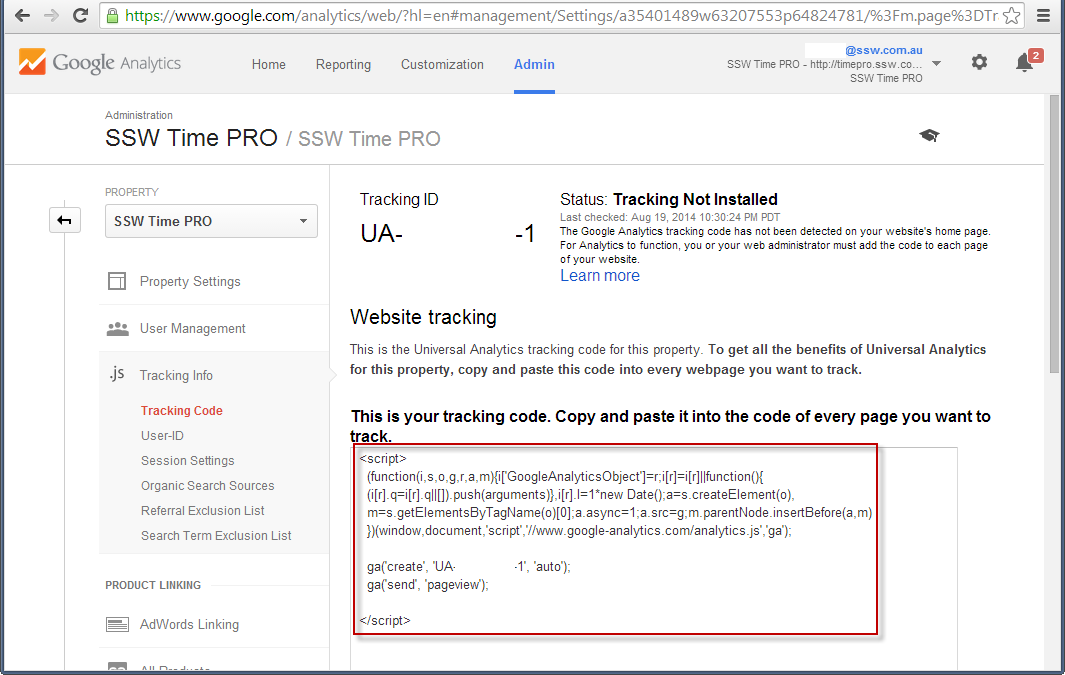 https://www.google.com/analytics/web/?hl=en#management/Settings/a35401489w63207553p64824781/%3Fm.page%3DTr
Google Analytics
Home Reporting Customization Admin
@ssw.com.au
SSW Time PRO - http://timepro.ssw.co...
SSW Time PRO
2
Administration
SSW Time PRO / SSW Time PRO
PROPERTY
SSW Time PRO
Property Settings
User Management
.js Tracking Info
Tracking Code
User-ID
Session Settings
Organic Search Sources
Referral Exclusion List
Search Term Exclusion List
PRODUCT LINKING
AdWords Linking
All Products
Tracking ID
UA- -1
Status: Tracking Not Installed
Last checked: Aug 19, 2014 10:30:24 PM PDT
The Google Analytics tracking code has not been detected on your website's home page.
For Analytics to function, you or your web administrator must add the code to each page
of your website.
Learn more
Website tracking
This is the Universal Analytics tracking code for this property. To get all the benefits of Universal Analytics
for this property, copy and paste this code into every webpage you want to track.
This is your tracking code. Copy and paste it into the code of every page you want to
track.
<script>
(function(i,s,o,g,r,a,m){i['GoogleAnalyticsObject']=r;i[r]=i[r]||function(){
(i[r].q=i[r].q||[]).push(arguments)},i[r].l=1*new Date();a=s.createElement(o),
m=s.getElementsByTagName(o)[0];a.async=1;a.src=g;m.parentNode.insertBefore(a,m)
})(window,document,'script','//www.google-analytics.com/analytics.js','ga');
ga('create', 'UA- -1', 'auto');
ga('send', 'pageview');
</script>